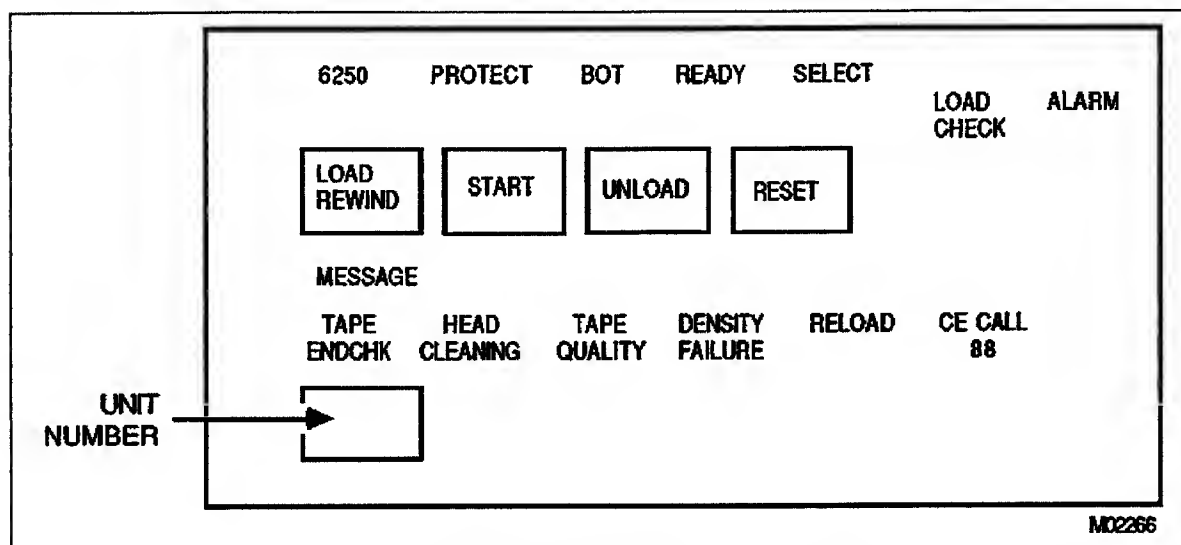 6250 PROTECT BOT READY SELECT
LOAD CHECK ALARM
LOAD REWIND START UNLOAD RESET
MESSAGE
TAPE ENDCHK HEAD CLEANING TAPE QUALITY DENSITY FAILURE RELOAD CE CALL 88
UNIT NUMBER
M02266